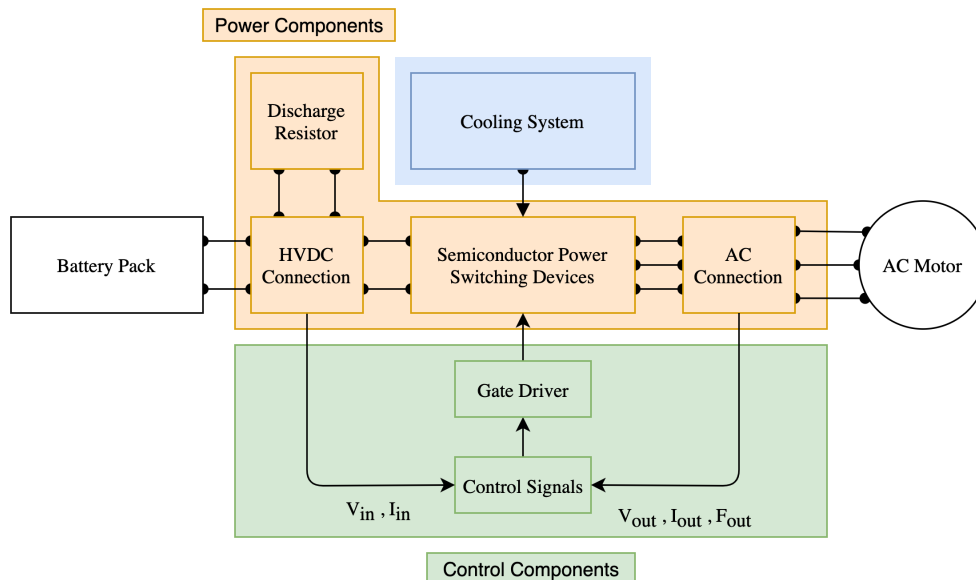 Power Components
Discharge
Resistor
Cooling System
Battery Pack
HVDC
Connection
Semiconductor Power
Switching Devices
AC
Connection
AC Motor
Gate Driver
Control Signals
Vin , Iin
Vout , Iout , Fout
Control Components